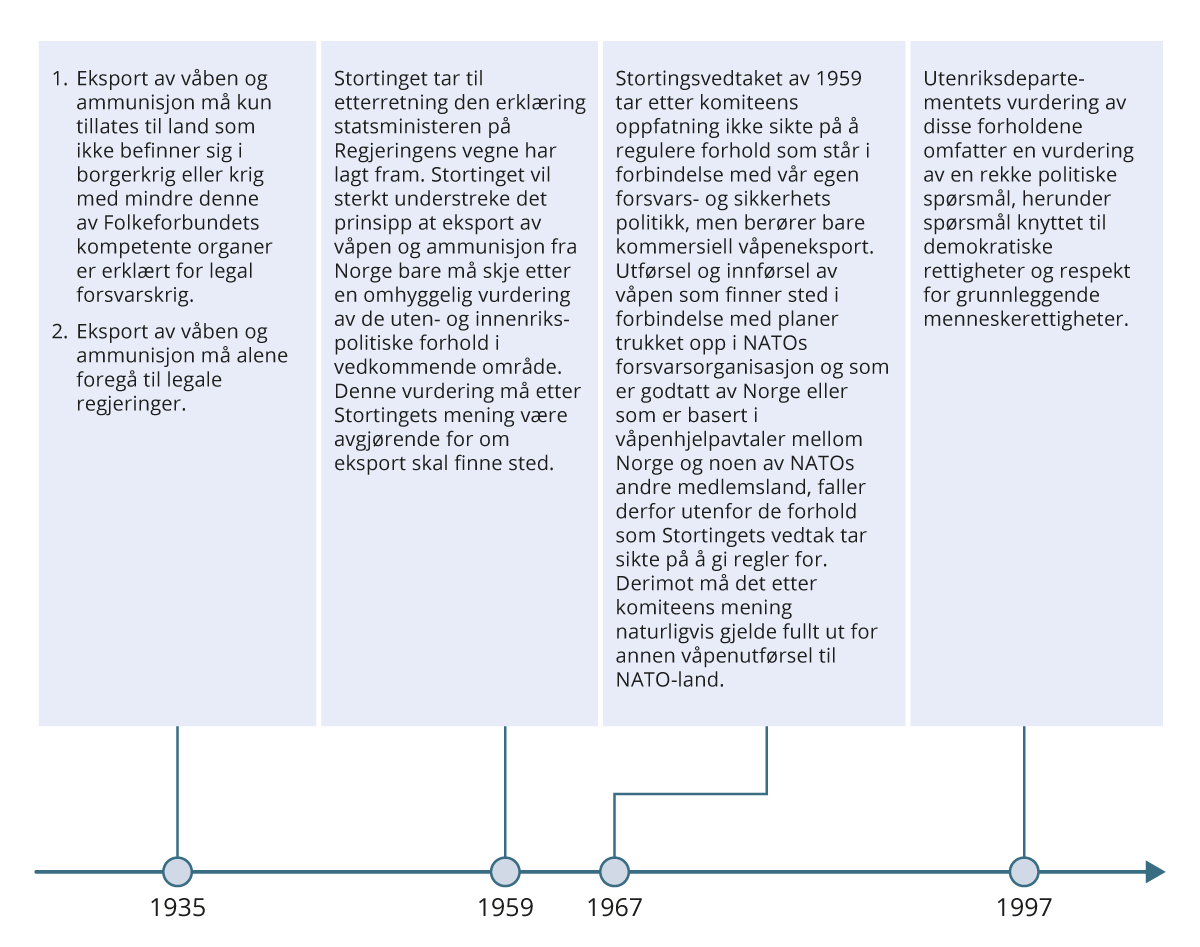 1. Eksport av våben og
ammunisjon må kun
tillates til land som
ikke befinner sig i
borgerkrig eller krig
med mindre denne
av Folkeforbundets
kompetente organer
er erklært for legal
forsvarskrig.
2. Eksport av våben og
ammunisjon må alene
foregå til legale
regjeringer.
Stortinget tar til
etterretning den erklæring
statsministeren på
Regjeringens vegne har
lagt fram. Stortinget vil
sterkt understreke det
prinsipp at eksport av
våpen og ammunisjon fra
Norge bare må skje etter
en omhyggelig vurdering
av de uten- og innenriks-
politiske forhold i
vedkommende område.
Denne vurdering må etter
Stortingets mening være
avgjørende for om
eksport skal finne sted.
Stortingsvedtaket av 1959
tar etter komiteens
oppfatning ikke sikte på å
regulere forhold som står i
forbindelse med vår egen
forsvars- og sikkerhets
politikk, men berører bare
kommersiell våpeneksport.
Utførsel og innførsel av
våpen som finner sted i
forbindelse med planer
trukket opp i NATOs
forsvarsorganisasjon og som
er godtatt av Norge eller
som er basert i
våpenhjelpavtaler mellom
Norge og noen av NATOs
andre medlemsland, faller
derfor utenfor de forhold
som Stortingets vedtak tar
sikte på å gi regler for.
Derimot må det etter
komiteens mening
naturligvis gjelde fullt ut for
annen våpenutførsel til
NATO-land.
Utenriksdeparte-
mentets vurdering av
disse forholdene
omfatter en vurdering
av en rekke politiske
spørsmål, herunder
spørsmål knyttet til
demokratiske
rettigheter og respekt
for grunnleggende
menneskerettigheter.
1935
1959
1967
1997